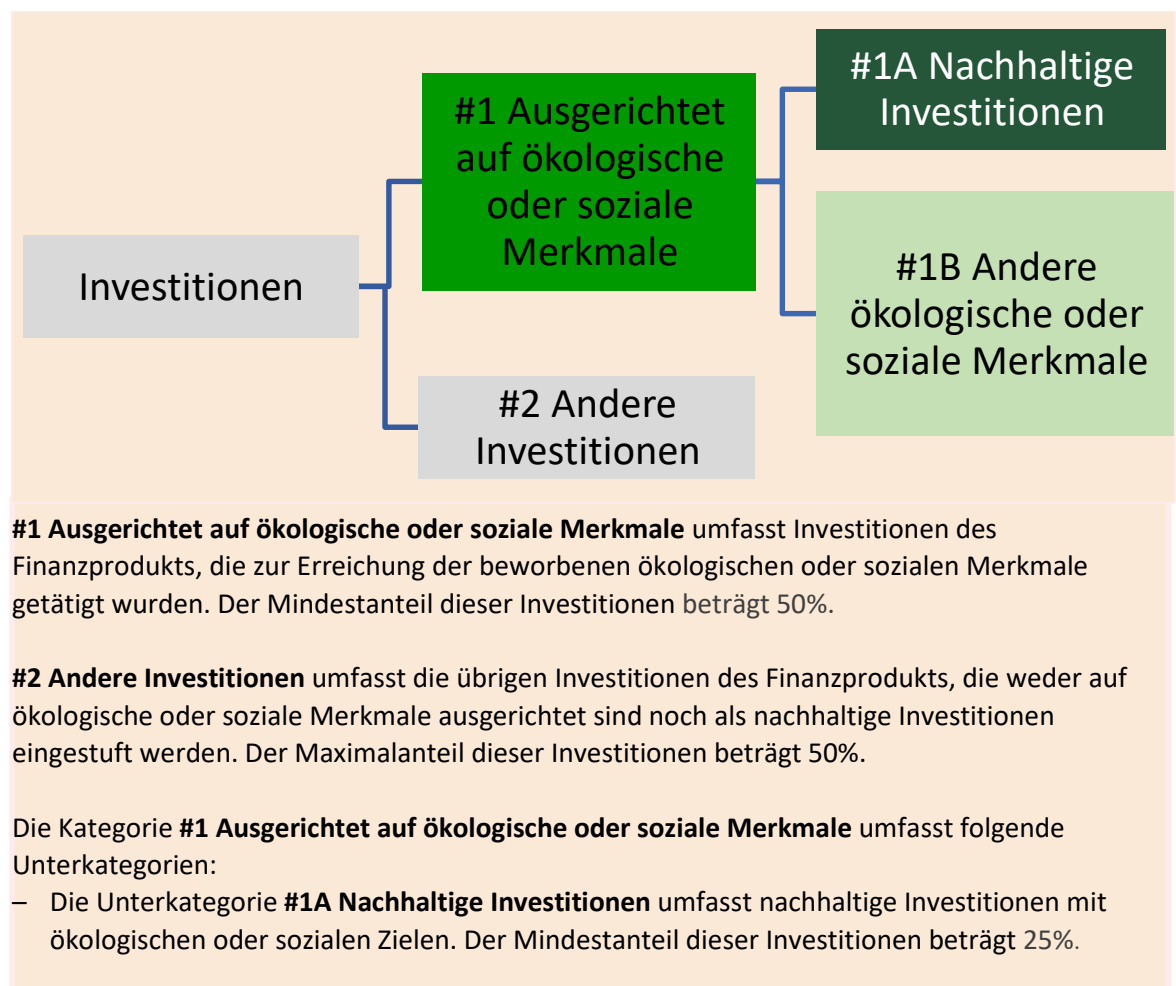 #1A Nachhaltige
Investitionen
#1 Ausgerichtet
auf ökologische
oder soziale
Merkmale
#1B Andere
ökologische oder
soziale Merkmale
Investitionen
#2 Andere
Investitionen
#1 Ausgerichtet auf ökologische oder soziale Merkmale umfasst Investitionen des
Finanzprodukts, die zur Erreichung der beworbenen ökologischen oder sozialen Merkmale
getätigt wurden. Der Mindestanteil dieser Investitionen beträgt 50%.
#2 Andere Investitionen umfasst die übrigen Investitionen des Finanzprodukts, die weder auf
ökologische oder soziale Merkmale ausgerichtet sind noch als nachhaltige Investitionen
eingestuft werden. Der Maximalanteil dieser Investitionen beträgt 50%.
Die Kategorie #1 Ausgerichtet auf ökologische oder soziale Merkmale umfasst folgende
Unterkategorien:
– Die Unterkategorie #1A Nachhaltige Investitionen umfasst nachhaltige Investitionen mit
ökologischen oder sozialen Zielen. Der Mindestanteil dieser Investitionen beträgt 25%.